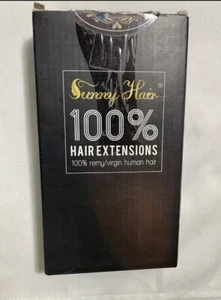 Sunny Hair®
100%
HAIR EXTENSIONS
100% remy/virgin human hair